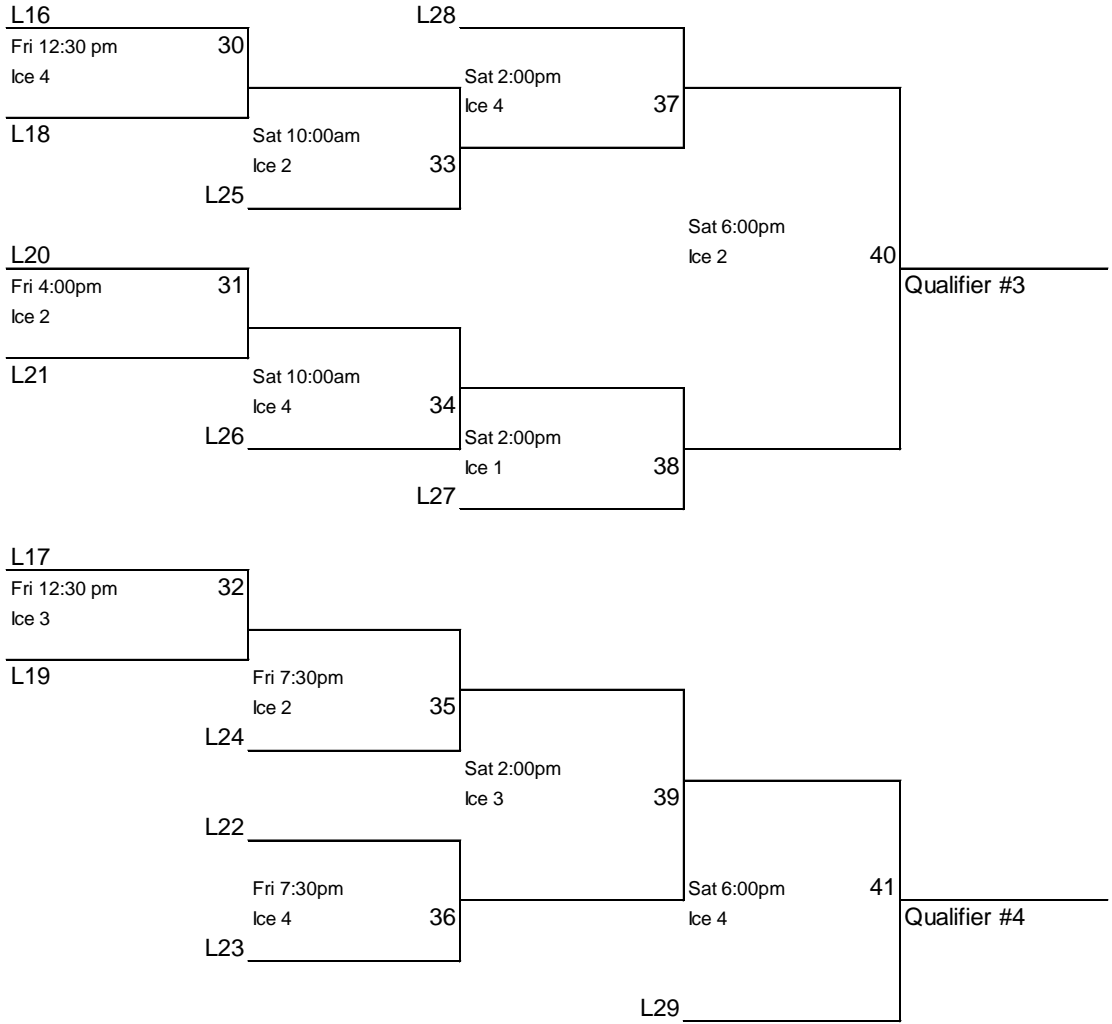 L16
L28
Fri 12:30 pm
30
Ice 4
Sat 2:00pm
Ice 4
37
L18
Sat 10:00am
Ice 2
33
L25
Sat 6:00pm
Ice 2
40
L20
Fri 4:00pm
31
Qualifier #3
Ice 2
L21
Sat 10:00am
Ice 4
34
L26
Sat 2:00pm
Ice 1
38
L27
L17
Fri 12:30 pm
32
Ice 3
L19
Fri 7:30pm
Ice 2
35
L24
Sat 2:00pm
Ice 3
39
L22
Fri 7:30pm
Ice 4
36
Sat 6:00pm
41
Ice 4
Qualifier #4
L23
L29